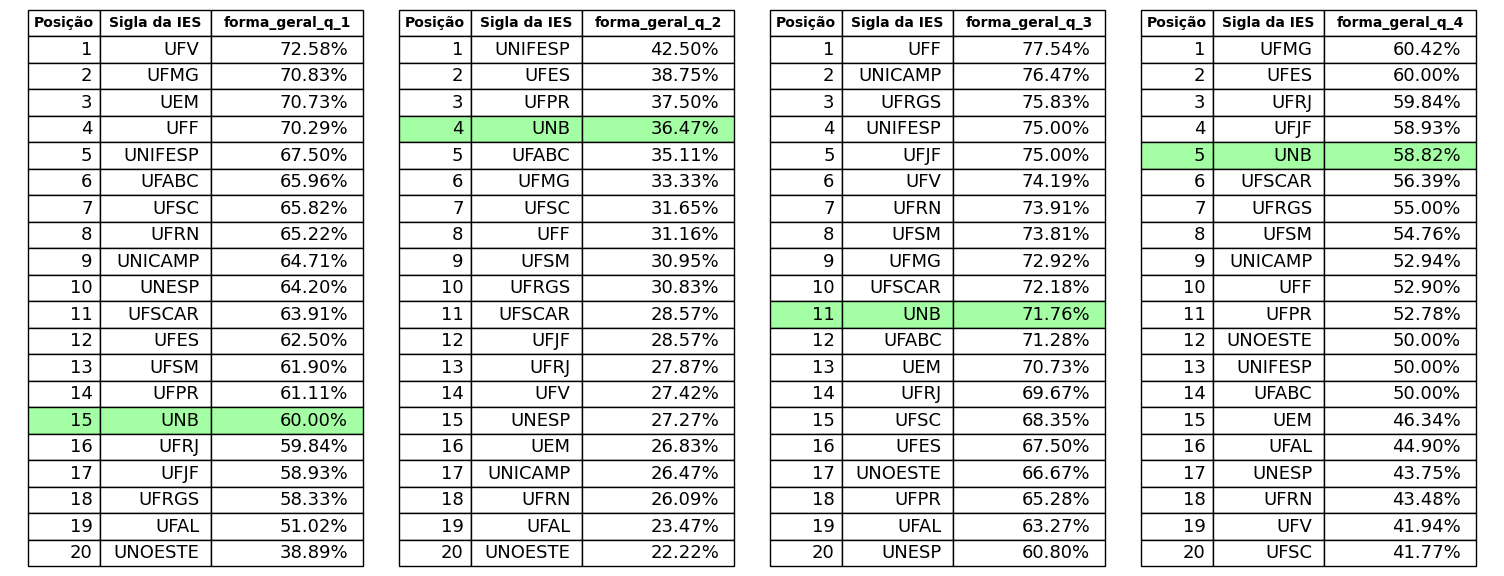 Posição Sigla da IES forma_geral_q_1
1 UFV 72.58%
2 UFMG 70.83%
3 UEM 70.73%
4 UFF 70.29%
5 UNIFESP 67.50%
6 UFABC 65.96%
7 UFSC 65.82%
8 UFRN 65.22%
9 UNICAMP 64.71%
10 UNESP 64.20%
11 UFSCAR 63.91%
12 UFES 62.50%
13 UFSM 61.90%
14 UFPR 61.11%
15 UNB 60.00%
16 UFRJ 59.84%
17 UFJF 58.93%
18 UFRGS 58.33%
19 UFAL 51.02%
20 UNOESTE 38.89%
Posição Sigla da IES forma_geral_q_2
1 UNIFESP 42.50%
2 UFES 38.75%
3 UFPR 37.50%
4 UNB 36.47%
5 UFABC 35.11%
6 UFMG 33.33%
7 UFSC 31.65%
8 UFF 31.16%
9 UFSM 30.95%
10 UFRGS 30.83%
11 UFSCAR 28.57%
12 UFJF 28.57%
13 UFRJ 27.87%
14 UFV 27.42%
15 UNESP 27.27%
16 UEM 26.83%
17 UNICAMP 26.47%
18 UFRN 26.09%
19 UFAL 23.47%
20 UNOESTE 22.22%
Posição Sigla da IES forma_geral_q_3
1 UFF 77.54%
2 UNICAMP 76.47%
3 UFRGS 75.83%
4 UNIFESP 75.00%
5 UFJF 75.00%
6 UFV 74.19%
7 UFRN 73.91%
8 UFSM 73.81%
9 UFMG 72.92%
10 UFSCAR 72.18%
11 UNB 71.76%
12 UFABC 71.28%
13 UEM 70.73%
14 UFRJ 69.67%
15 UFSC 68.35%
16 UFES 67.50%
17 UNOESTE 66.67%
18 UFPR 65.28%
19 UFAL 63.27%
20 UNESP 60.80%
Posição Sigla da IES forma_geral_q_4
1 UFMG 60.42%
2 UFES 60.00%
3 UFRJ 59.84%
4 UFJF 58.93%
5 UNB 58.82%
6 UFSCAR 56.39%
7 UFRGS 55.00%
8 UFSM 54.76%
9 UNICAMP 52.94%
10 UFF 52.90%
11 UFPR 52.78%
12 UNOESTE 50.00%
13 UNIFESP 50.00%
14 UFABC 50.00%
15 UEM 46.34%
16 UFAL 44.90%
17 UNESP 43.75%
18 UFRN 43.48%
19 UFV 41.94%
20 UFSC 41.77%